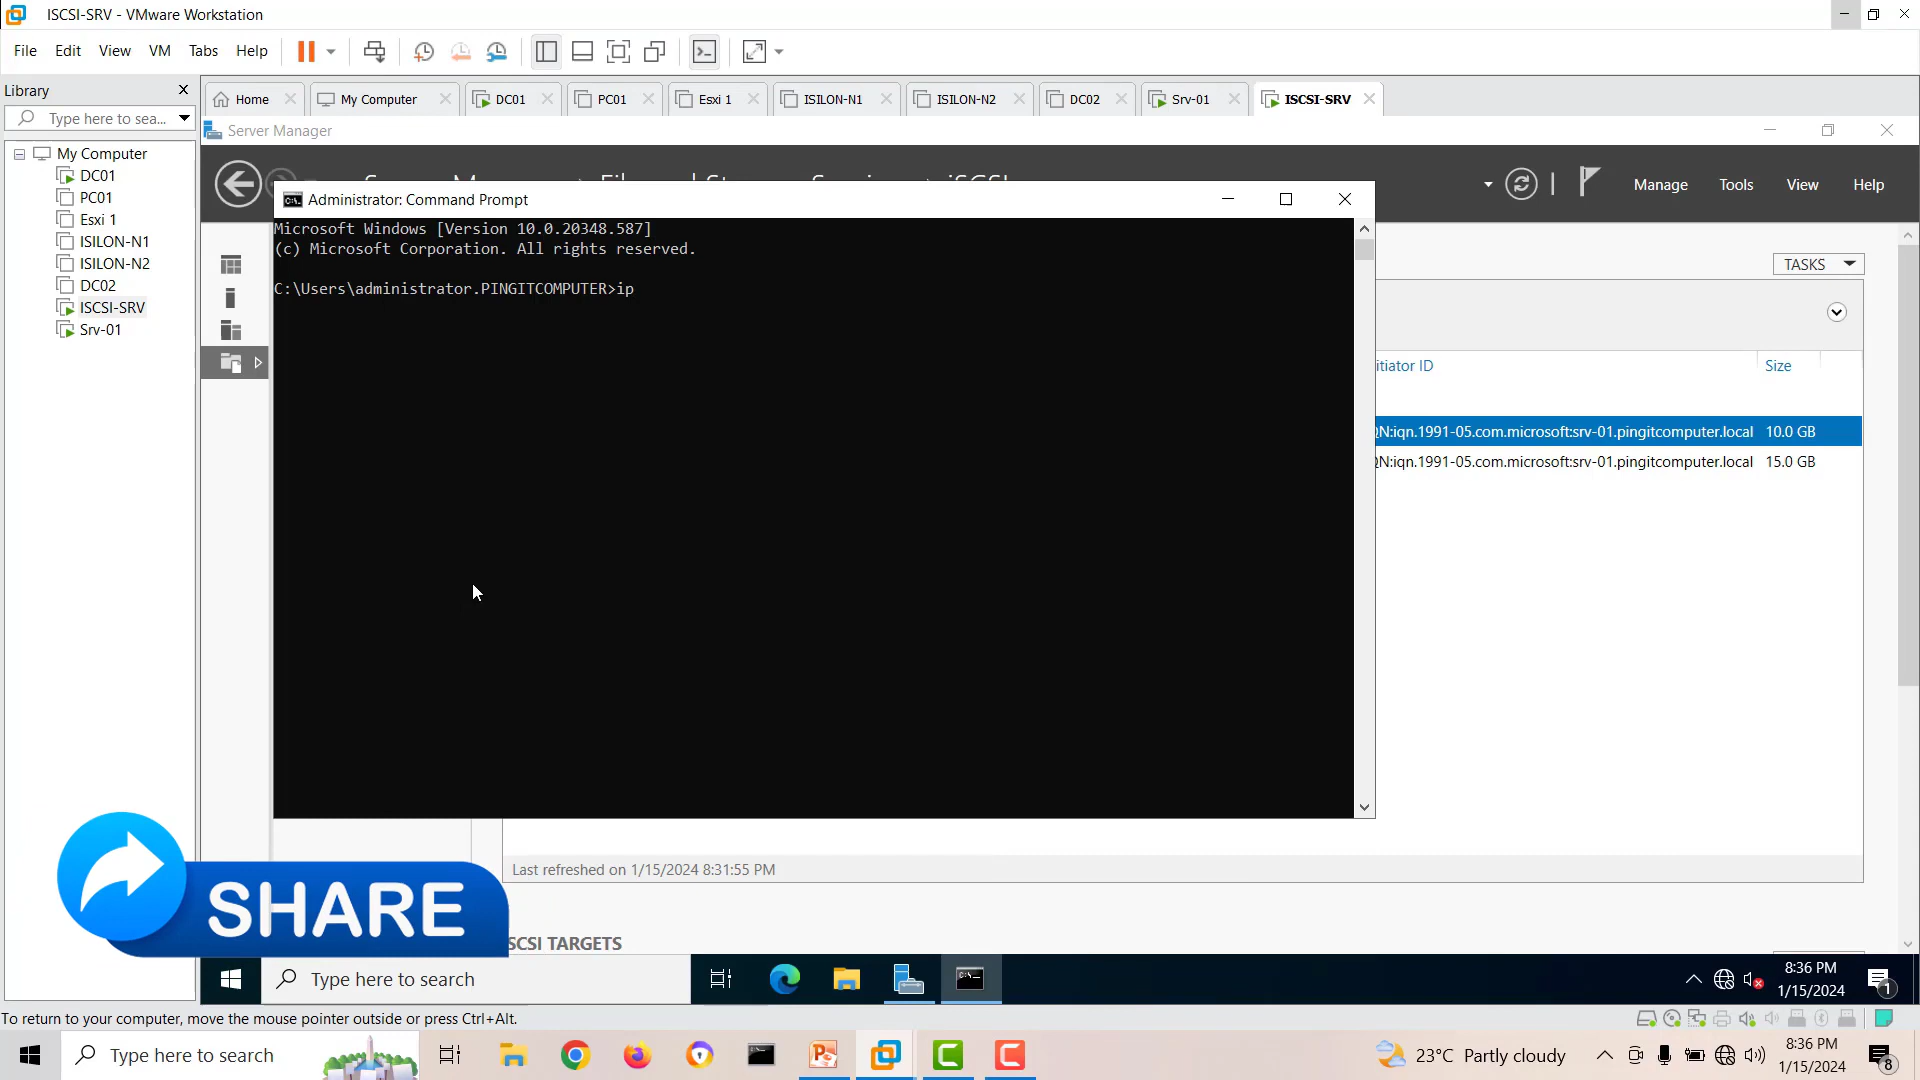 ISCSI-SRV - VMware Workstation
File Edit View VM Tabs Help
Library
Type here to sea...
Home
My Computer
DC01
PC01
Esxi 1
ISILON-N1
ISILON-N2
DC02
Srv-01
ISCSI-SRV
My Computer
DC01
PC01
Esxi 1
ISILON-N1
ISILON-N2
DC02
ISCSI-SRV
Srv-01
Server Manager
Manage Tools View Help
Administrator: Command Prompt
Microsoft Windows [Version 10.0.20348.587]
(c) Microsoft Corporation. All rights reserved.
C:\Users\administrator.PINGITCOMPUTER>ip
TASKS
itiator ID Size
QN:iqn.1991-05.com.microsoft:srv-01.pingitcomputer.local 10.0 GB
QN:iqn.1991-05.com.microsoft:srv-01.pingitcomputer.local 15.0 GB
Last refreshed on 1/15/2024 8:31:55 PM
SHARE
SCSI TARGETS
Type here to search
8:36 PM
1/15/2024
1
To return to your computer, move the mouse pointer outside or press Ctrl+Alt.
Type here to search
23°C Partly cloudy
8:36 PM
1/15/2024
8